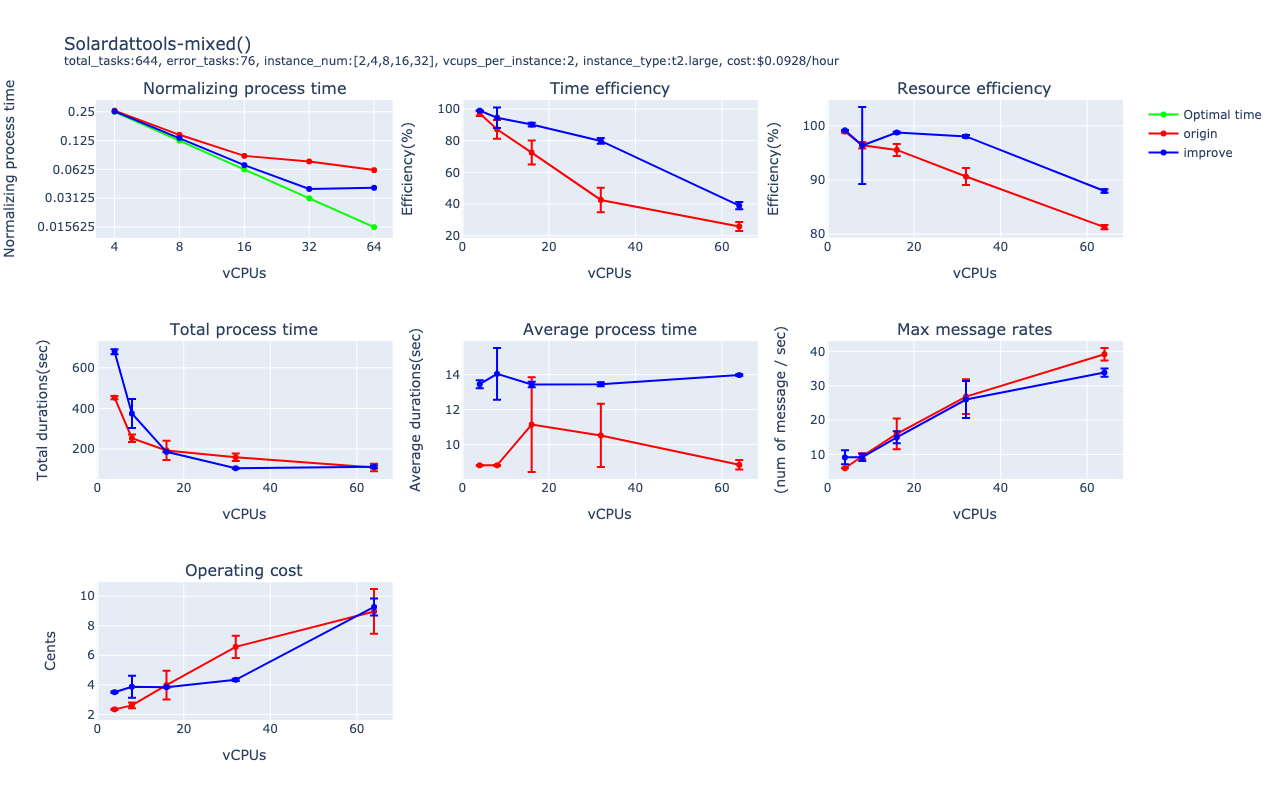 Solardattools-mixed()
total_tasks:644, error_tasks:76, instance_num:[2,4,8,16,32], vcups_per_instance:2, instance_type:t2.large, cost:$0.0928/hour
Normalizing process time
Time efficiency
Resource efficiency
Normalizing process time
0.25
0.125
0.0625
0.03125
0.015625
4 8 16 32 64
vCPUs
Efficiency(%)
100
80
60
40
20
0 20 40 60
vCPUs
Efficiency(%)
100
90
80
0 20 40 60
vCPUs
Optimal time
origin
improve
Total process time
Average process time
Max message rates
Total durations(sec)
600
400
200
0 20 40 60
vCPUs
Average durations(sec)
14
12
10
0 20 40 60
vCPUs
(num of message / sec)
40
30
20
10
0 20 40 60
vCPUs
Operating cost
Cents
10
8
6
4
2
0 20 40 60
vCPUs